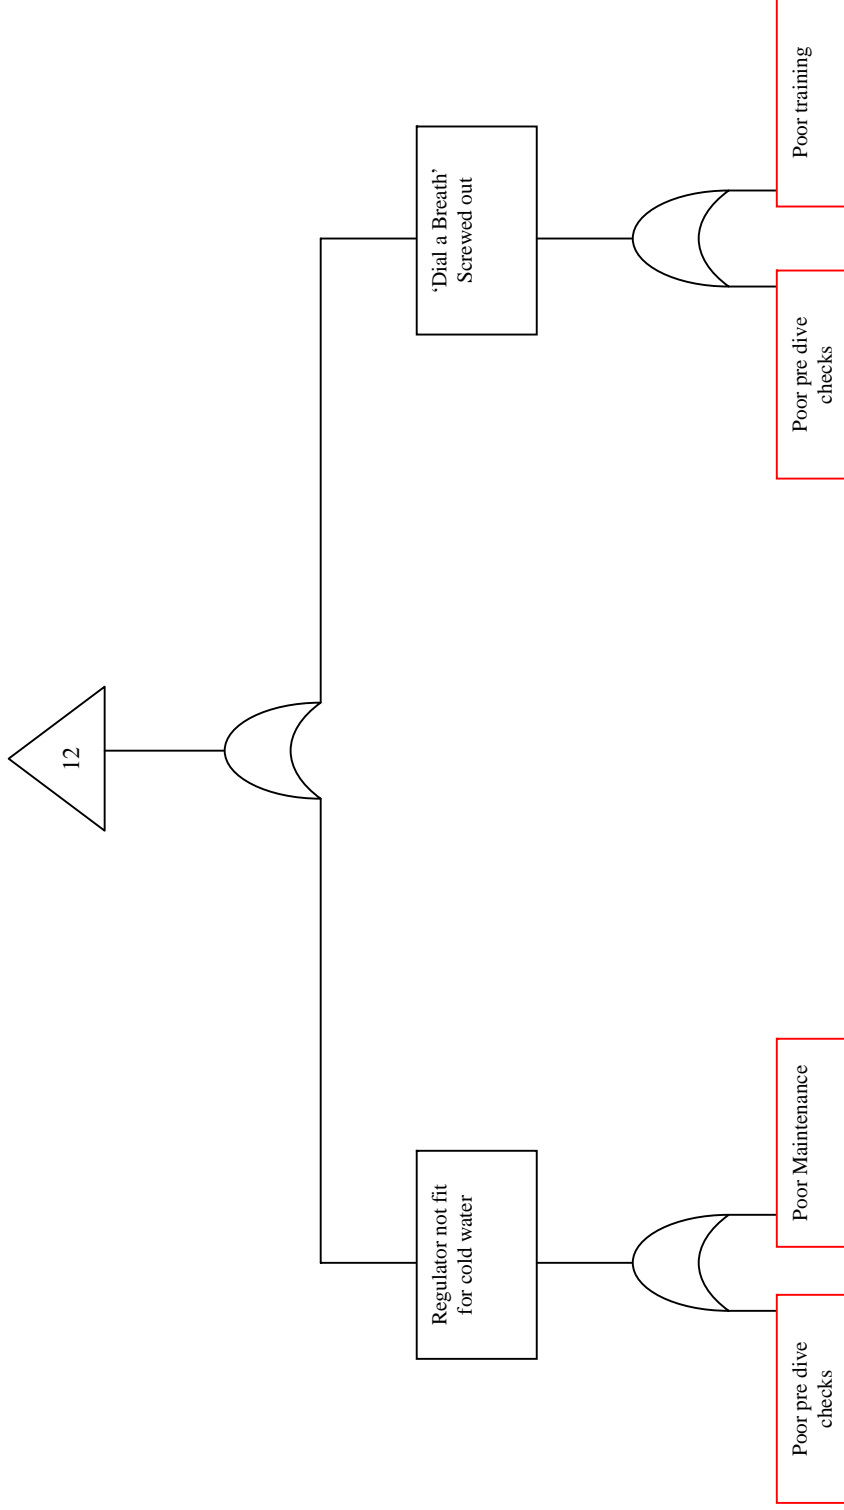 12
Regulator not fit
for cold water
‘Dial a Breath’
Screwed out
Poor pre dive
checks
Poor Maintenance
Poor pre dive
checks
Poor training